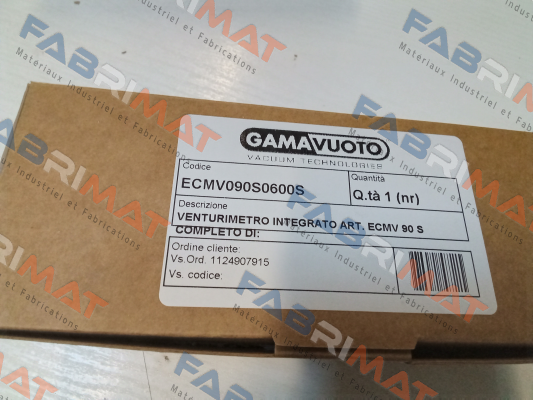 GAMAVUOTO
VACUUM TECHNOLOGIES
Codice
ECMV090S0600S
Quantità
Q.tà 1 (nr)
Descrizione
VENTURIMETRO INTEGRATO ART. ECMV 90 S
COMPLETO DI:
Ordine cliente:
Vs.Ord. 1124907915
Vs. codice:
FABRIMAT
Materiaux Industriel et Fabrications